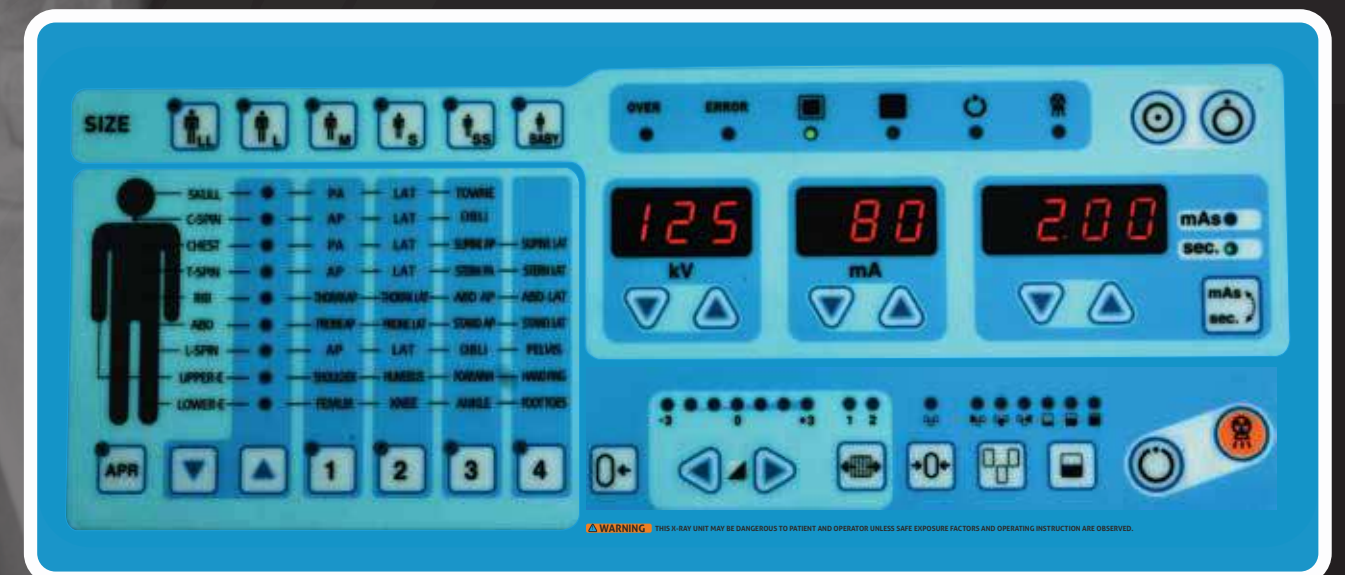 SIZE
LL L M S SS BABY
OVER ERROR
SKULL PA LAT TOWNE
C-SPIN AP LAT OBLI
CHEST PA LAT SUPINE AP SUPINE LAT
T-SPIN AP LAT STERN PA STERN LAT
RIB THORAX AP THORAX LAT ABD AP ABD LAT
ABD PRONE AP PRONE LAT STAND AP STAND LAT
L-SPIN AP LAT OBLI PELVIS
UPPER-E SHOULDER HUMERUS FOREARM HAND RING
LOWER-E FEMUR KNEE ANKLE FOOT TOES
APR 1 2 3 4
125 80 2.00
kV mA
mAs
sec.
mAs
sec.
-3 0 +3 1 2
0 0
WARNING THIS X-RAY UNIT MAY BE DANGEROUS TO PATIENT AND OPERATOR UNLESS SAFE EXPOSURE FACTORS AND OPERATING INSTRUCTION ARE OBSERVED.